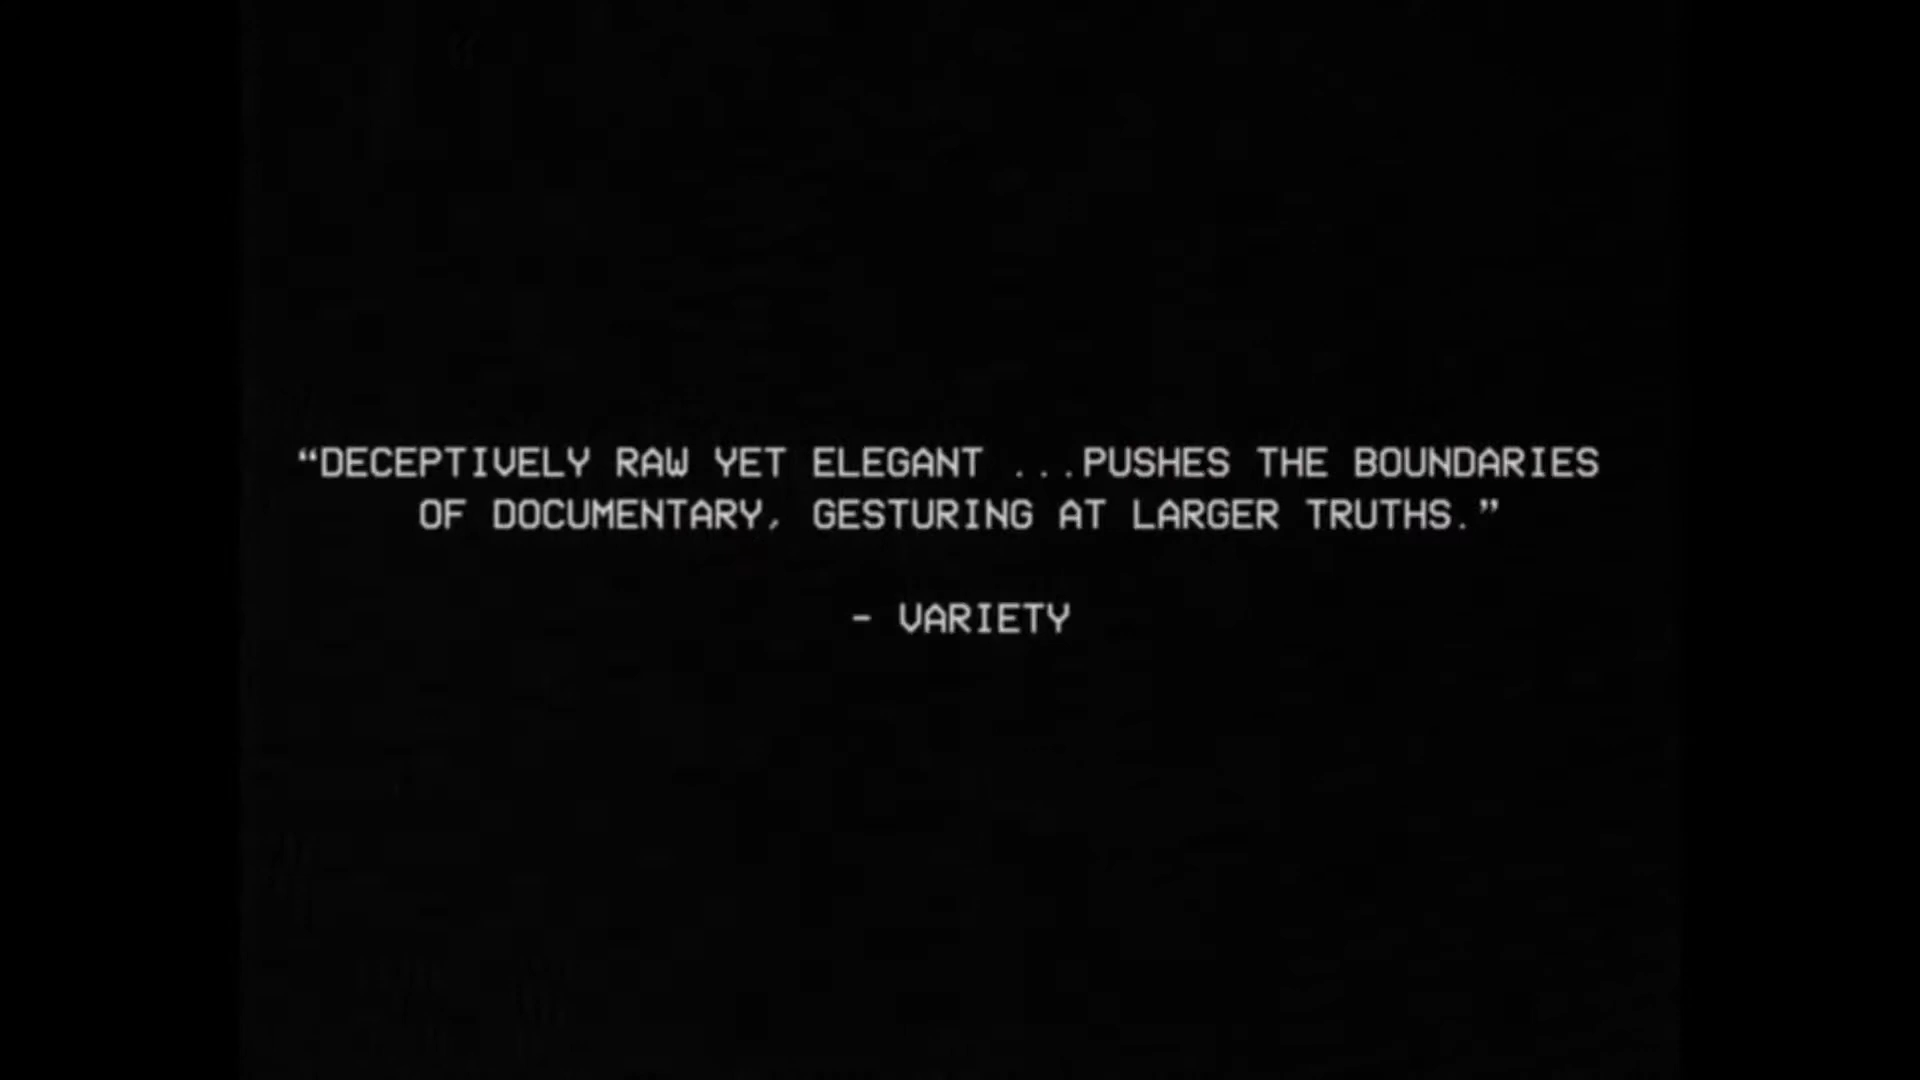 “DECEPTIVELY RAW YET ELEGANT ...PUSHES THE BOUNDARIES
OF DOCUMENTARY, GESTURING AT LARGER TRUTHS.”
- VARIETY